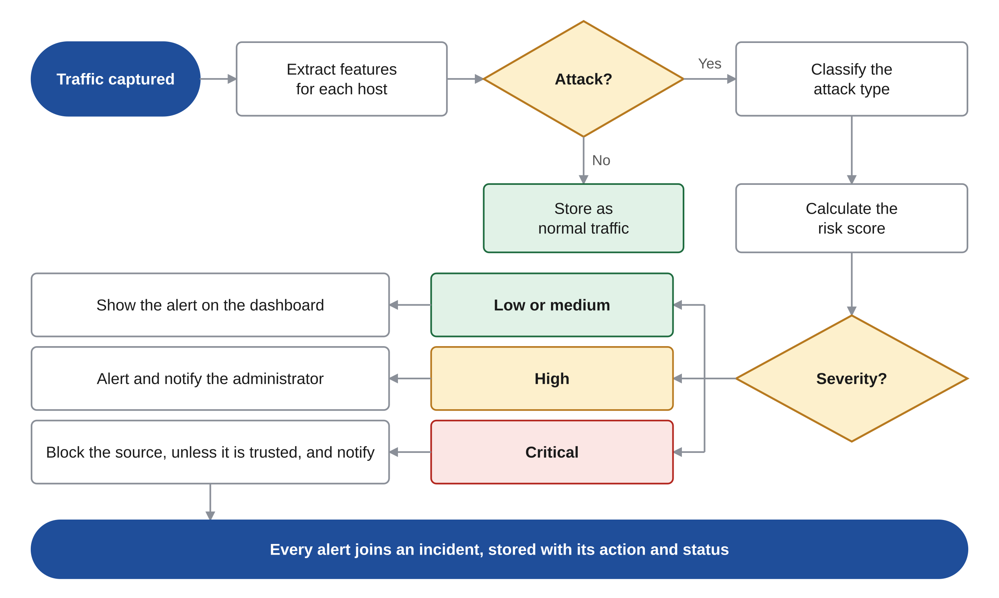 Traffic captured
Extract features
for each host
Attack?
Yes
Classify the
attack type
No
Store as
normal traffic
Calculate the
risk score
Show the alert on the dashboard
Low or medium
Alert and notify the administrator
High
Severity?
Block the source, unless it is trusted, and notify
Critical
Every alert joins an incident, stored with its action and status